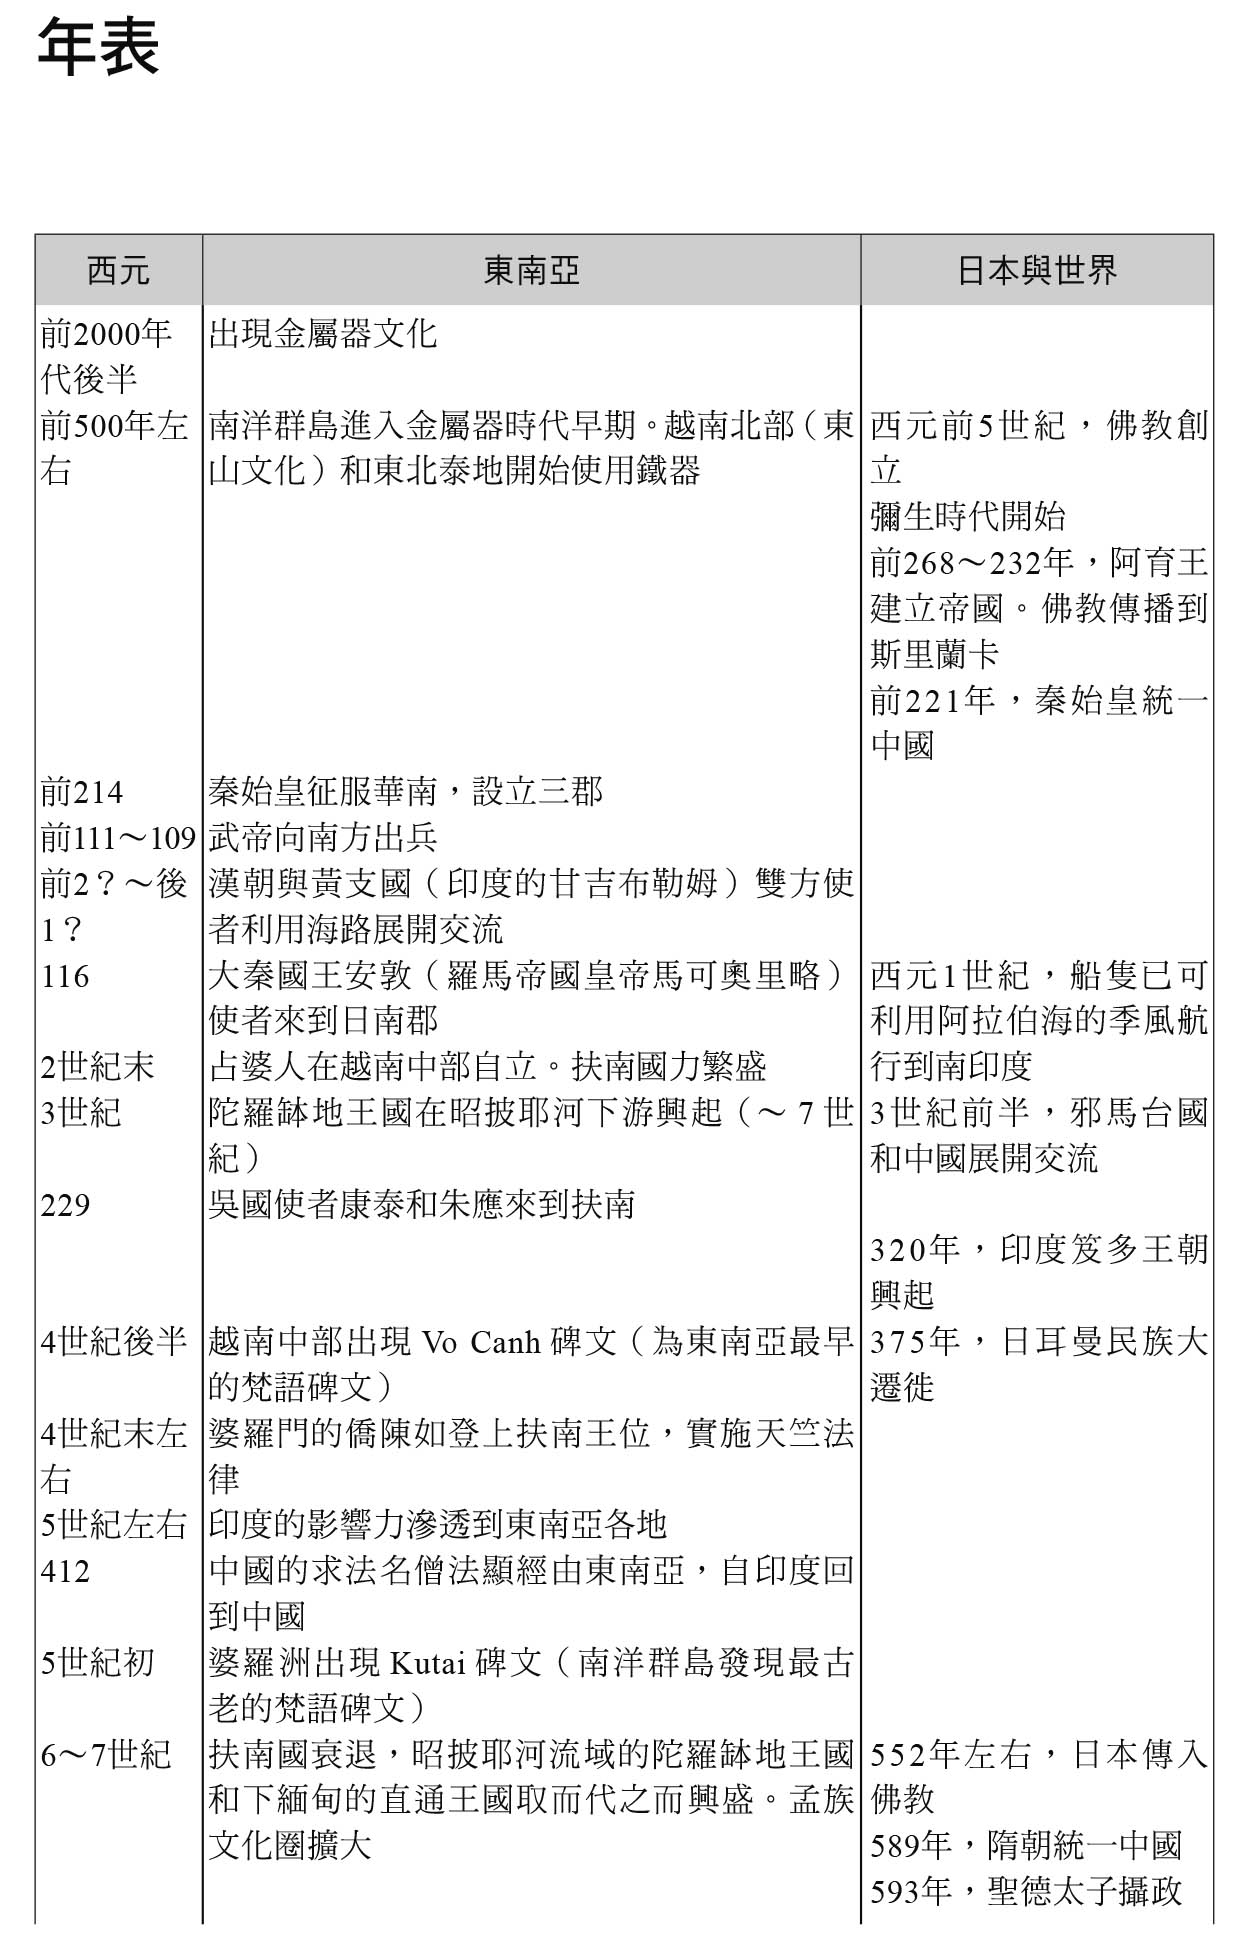 年表
西元
東南亞
日本與世界
前2000年
代後半
出現金屬器文化
前500年左
右
南洋群島進入金屬器時代早期。越南北部（東
山文化）和東北泰地開始使用鐵器
西元前5世紀，佛教創
立
彌生時代開始
前268～232年，阿育王
建立帝國。佛教傳播到
斯里蘭卡
前221年，秦始皇統一
中國
前214
秦始皇征服華南，設立三郡
前111～109
武帝向南方出兵
前2？～後
1？
漢朝與黃支國（印度的甘吉布勒姆）雙方使
者利用海路展開交流
116
大秦國王安敦（羅馬帝國皇帝馬可奧里略）
使者來到日南郡
西元1世紀，船隻已可
利用阿拉伯海的季風航
行到南印度
2世紀末
占婆人在越南中部自立。扶南國力繁盛
3世紀
陀羅缽地王國在昭披耶河下游興起（～7世
紀）
3世紀前半，邪馬台國
和中國展開交流
229
吳國使者康泰和朱應來到扶南
320年，印度笈多王朝
興起
4世紀後半
越南中部出現 Vo Canh 碑文（為東南亞最早
的梵語碑文）
375年，日耳曼民族大
遷徙
4世紀末左
右
婆羅門的僑陳如登上扶南王位，實施天竺法
律
5世紀左右
印度的影響力滲透到東南亞各地
412
中國的求法名僧法顯經由東南亞，自印度回
到中國
5世紀初
婆羅洲出現 Kutai 碑文（南洋群島發現最古
老的梵語碑文）
6～7世紀
扶南國衰退，昭披耶河流域的陀羅缽地王國
和下緬甸的直通王國取而代之而興盛。孟族
文化圈擴大
552年左右，日本傳入
佛教
589年，隋朝統一中國
593年，聖德太子攝政